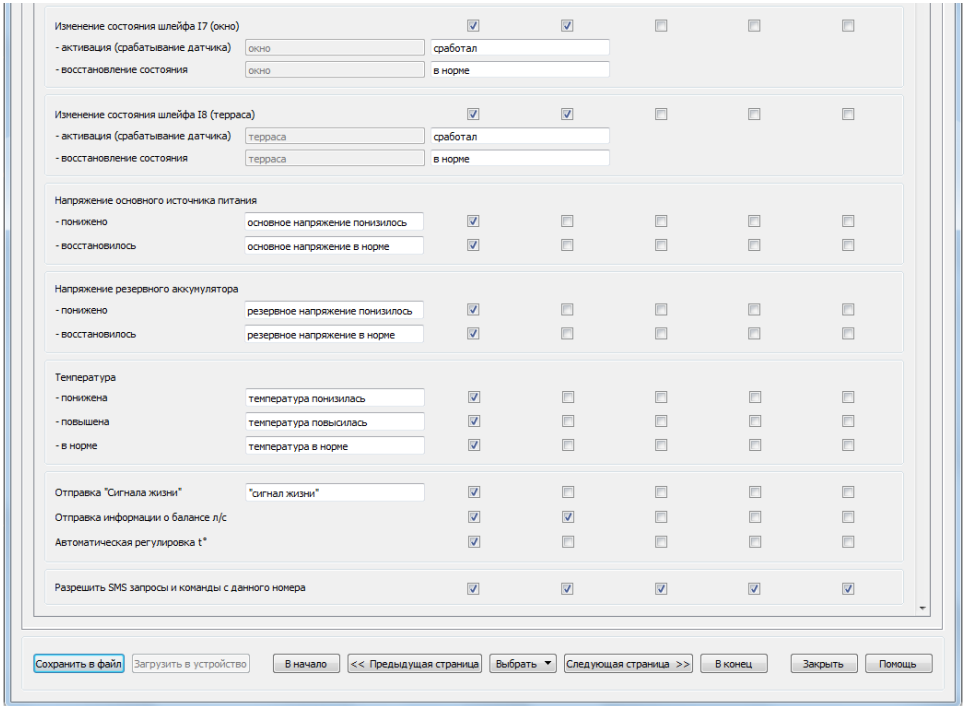 Изменение состояния шлейфа I7 (окно)
- активация (срабатывание датчика) окно сработал
- восстановление состояния окно в норме
Изменение состояния шлейфа I8 (терраса)
- активация (срабатывание датчика) терраса сработал
- восстановление состояния терраса в норме
Напряжение основного источника питания
- понижено основное напряжение понизилось
- восстановилось основное напряжение в норме
Напряжение резервного аккумулятора
- понижено резервное напряжение понизилось
- восстановилось резервное напряжение в норме
Температура
- понижена температура понизилась
- повышена температура повысилась
- в норме температура в норме
Отправка "Сигнала жизни" "сигнал жизни"
Отправка информации о балансе л/с
Автоматическая регулировка t°
Разрешить SMS запросы и команды с данного номера
Сохранить в файл Загрузить в устройство В начало << Предыдущая страница Выбрать Следующая страница >> В конец Закрыть Помощь